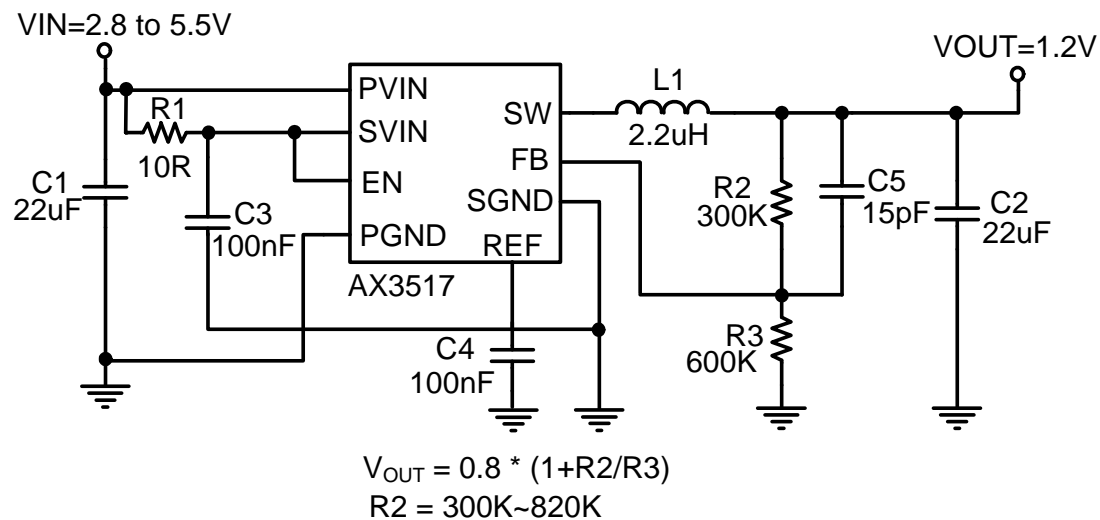 VIN=2.8 to 5.5V
VOUT=1.2V
PVIN
L1
R1
SW
10R
SVIN
2.2uH
FB
C1
22uF
EN
R2
300K
C5
15pF
SGND
C3
100nF
C2
22uF
PGND
REF
AX3517
C4
100nF
R3
600K
V_OUT = 0.8 * (1+R2/R3)
R2 = 300K~820K